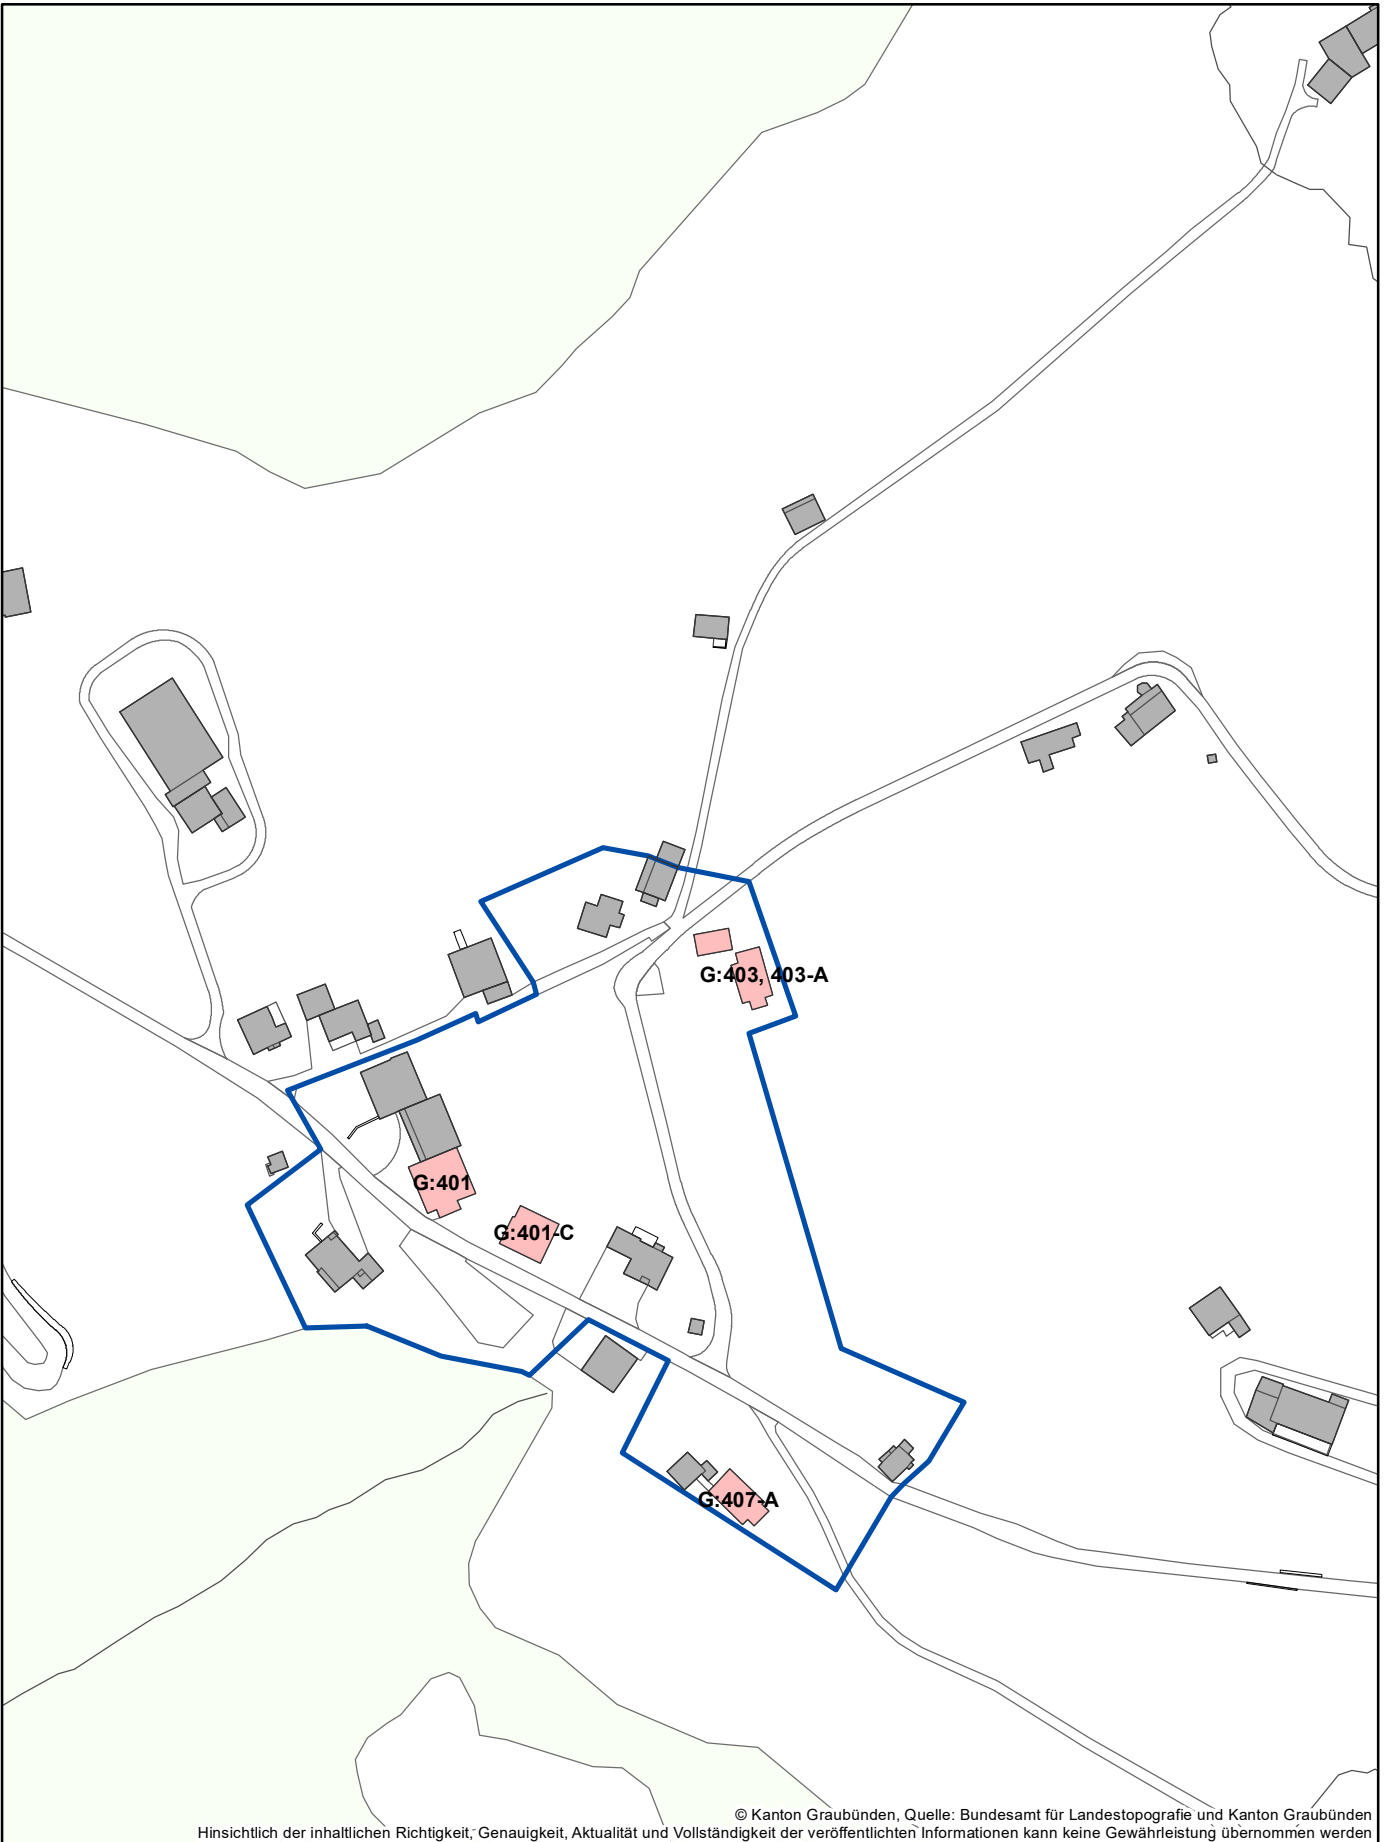 G:403, 403-A
G:401
G:401-C
G:407-A
© Kanton Graubünden, Quelle: Bundesamt für Landestopografie und Kanton Graubünden
Hinsichtlich der inhaltlichen Richtigkeit, Genauigkeit, Aktualität und Vollständigkeit der veröffentlichten Informationen kann keine Gewährleistung übernommen werden